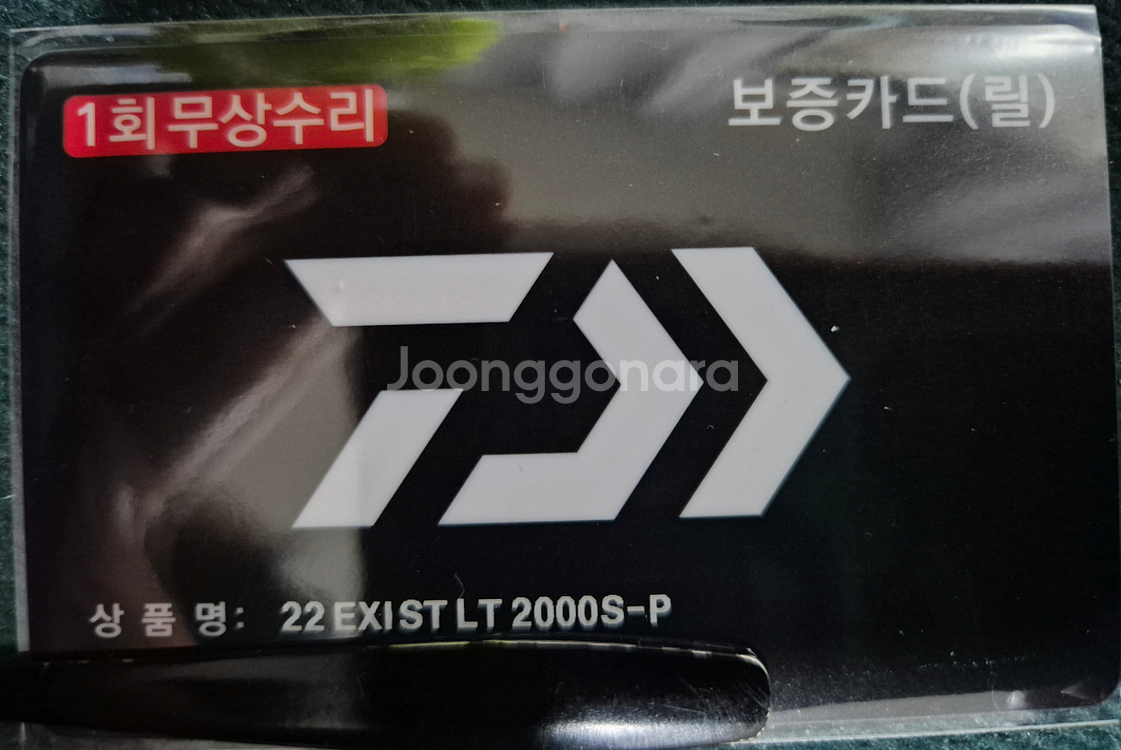 1회 무상수리
보증카드(릴)
Joonggonara
상 품 명: 22 EXIST LT 2000S-P